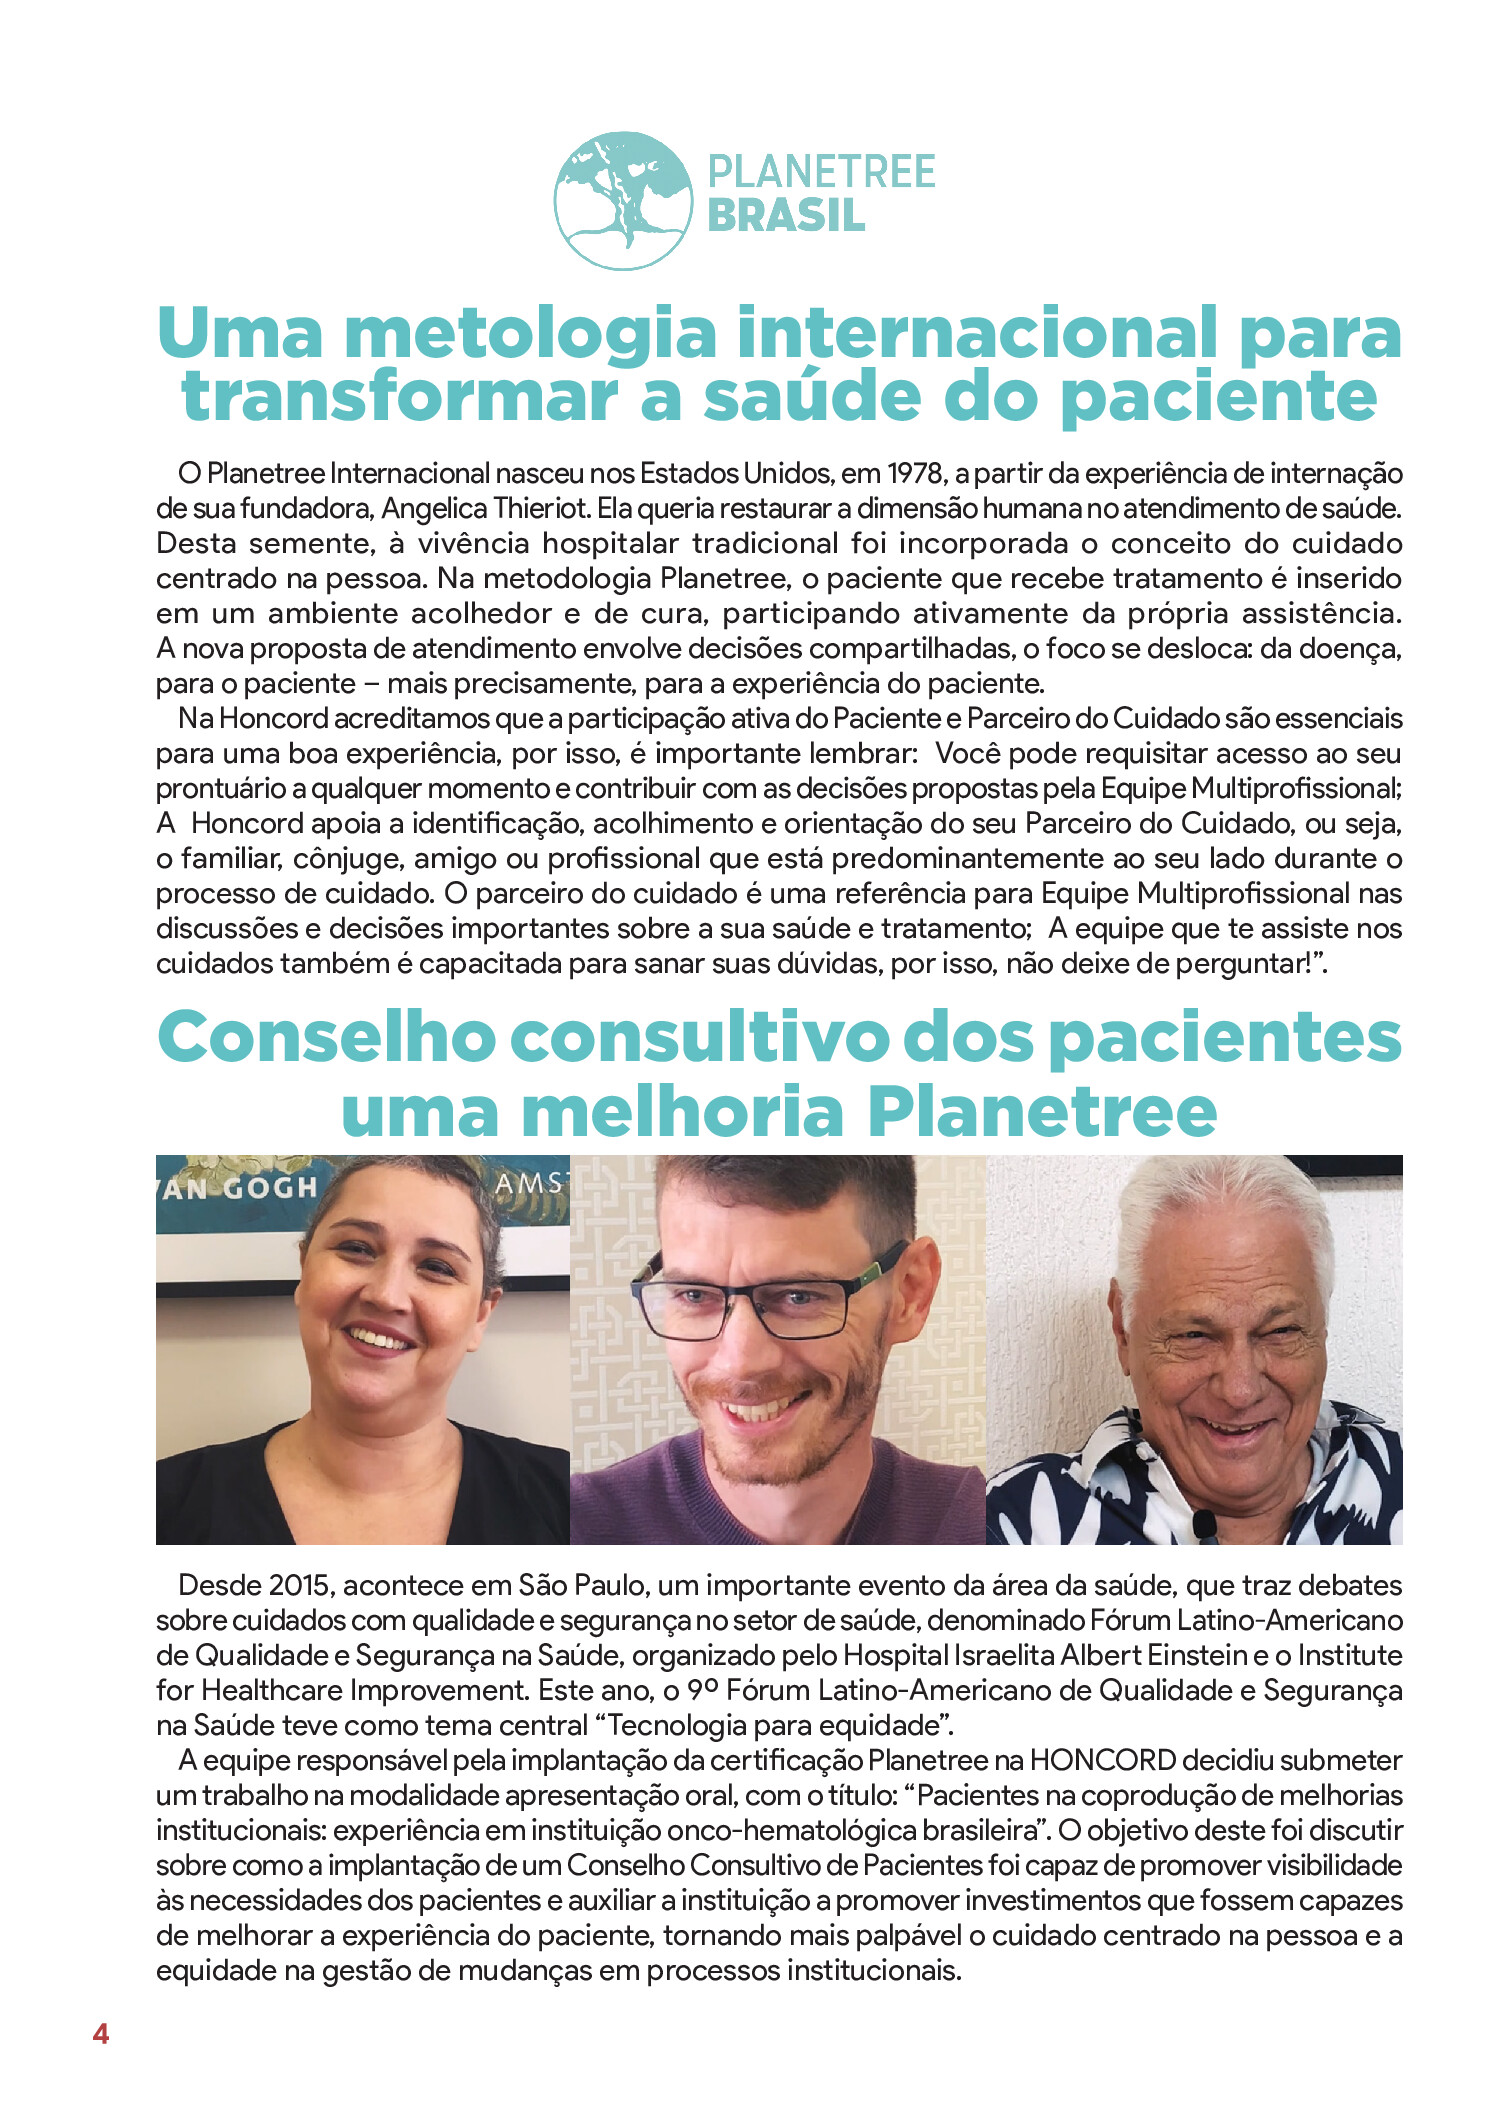 PLANETREE
BRASIL
Uma metologia internacional para
transformar a saúde do paciente
O Planetree Internacional nasceu nos Estados Unidos, em 1978, a partir da experiência de internação
de sua fundadora, Angelica Thieriot. Ela queria restaurar a dimensão humana no atendimento de saúde.
Desta semente, à vivência hospitalar tradicional foi incorporada o conceito do cuidado
centrado na pessoa. Na metodologia Planetree, o paciente que recebe tratamento é inserido
em um ambiente acolhedor e de cura, participando ativamente da própria assistência.
A nova proposta de atendimento envolve decisões compartilhadas, o foco se desloca: da doença,
para o paciente – mais precisamente, para a experiência do paciente.
Na Honcord acreditamos que a participação ativa do Paciente e Parceiro do Cuidado são essenciais
para uma boa experiência, por isso, é importante lembrar: Você pode requisitar acesso ao seu
prontuário a qualquer momento e contribuir com as decisões propostas pela Equipe Multiprofissional;
A Honcord apoia a identificação, acolhimento e orientação do seu Parceiro do Cuidado, ou seja,
o familiar, cônjuge, amigo ou profissional que está predominantemente ao seu lado durante o
processo de cuidado. O parceiro do cuidado é uma referência para Equipe Multiprofissional nas
discussões e decisões importantes sobre a sua saúde e tratamento; A equipe que te assiste nos
cuidados também é capacitada para sanar suas dúvidas, por isso, não deixe de perguntar!”.
Conselho consultivo dos pacientes
uma melhoria Planetree
VAN GOGH AMST
Desde 2015, acontece em São Paulo, um importante evento da área da saúde, que traz debates
sobre cuidados com qualidade e segurança no setor de saúde, denominado Fórum Latino-Americano
de Qualidade e Segurança na Saúde, organizado pelo Hospital Israelita Albert Einstein e o Institute
for Healthcare Improvement. Este ano, o 9º Fórum Latino-Americano de Qualidade e Segurança
na Saúde teve como tema central “Tecnologia para equidade”.
A equipe responsável pela implantação da certificação Planetree na HONCORD decidiu submeter
um trabalho na modalidade apresentação oral, com o título: “Pacientes na coprodução de melhorias
institucionais: experiência em instituição onco-hematológica brasileira”. O objetivo deste foi discutir
sobre como a implantação de um Conselho Consultivo de Pacientes foi capaz de promover visibilidade
às necessidades dos pacientes e auxiliar a instituição a promover investimentos que fossem capazes
de melhorar a experiência do paciente, tornando mais palpável o cuidado centrado na pessoa e a
equidade na gestão de mudanças em processos institucionais.
4